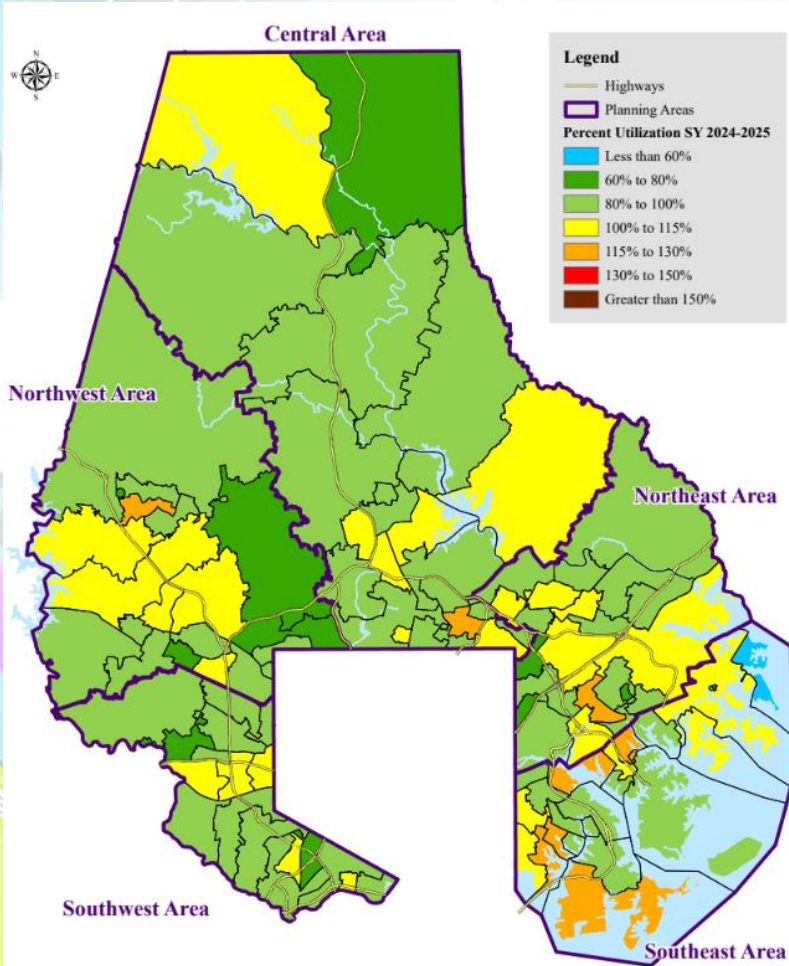 Central Area
N
W E
S
Legend
Highways
Planning Areas
Percent Utilization SY 2024-2025
Less than 60%
60% to 80%
80% to 100%
100% to 115%
115% to 130%
130% to 150%
Greater than 150%
Northwest Area
Northeast Area
Southwest Area
Southeast Area